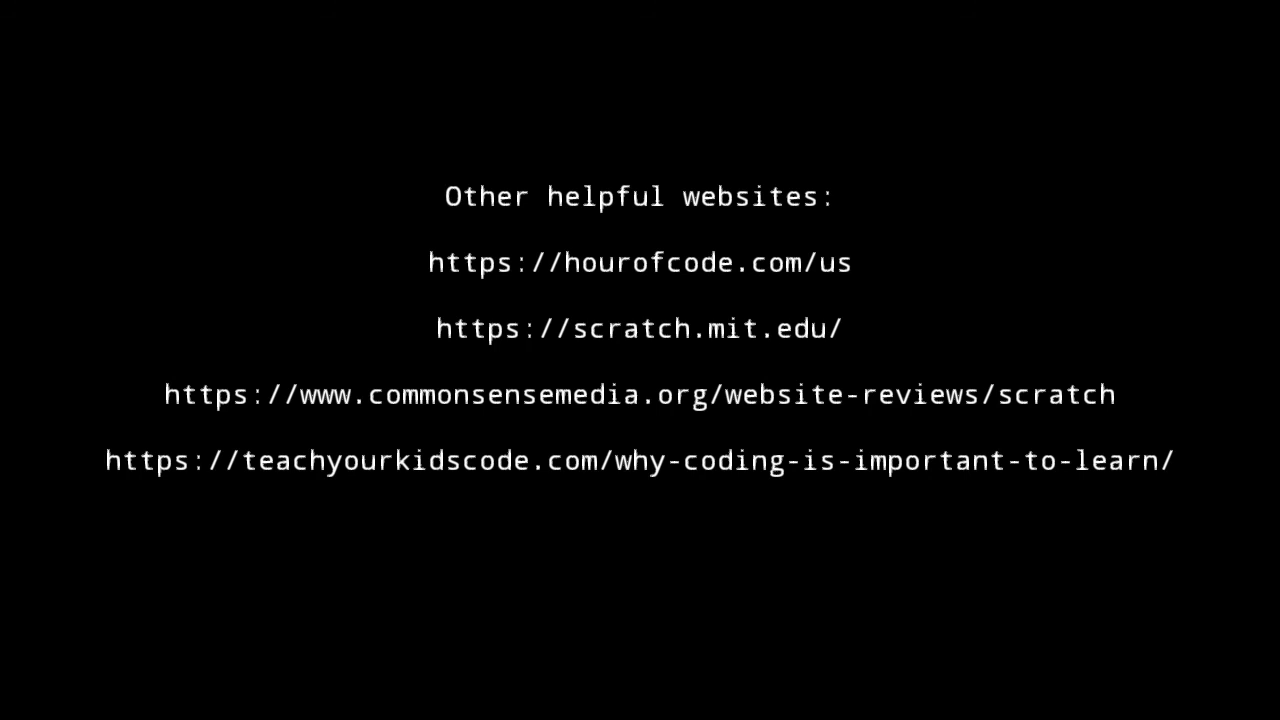 Other helpful websites:
https://hourofcode.com/us
https://scratch.mit.edu/
https://www.commonsensemedia.org/website-reviews/scratch
https://teachyourkidscode.com/why-coding-is-important-to-learn/